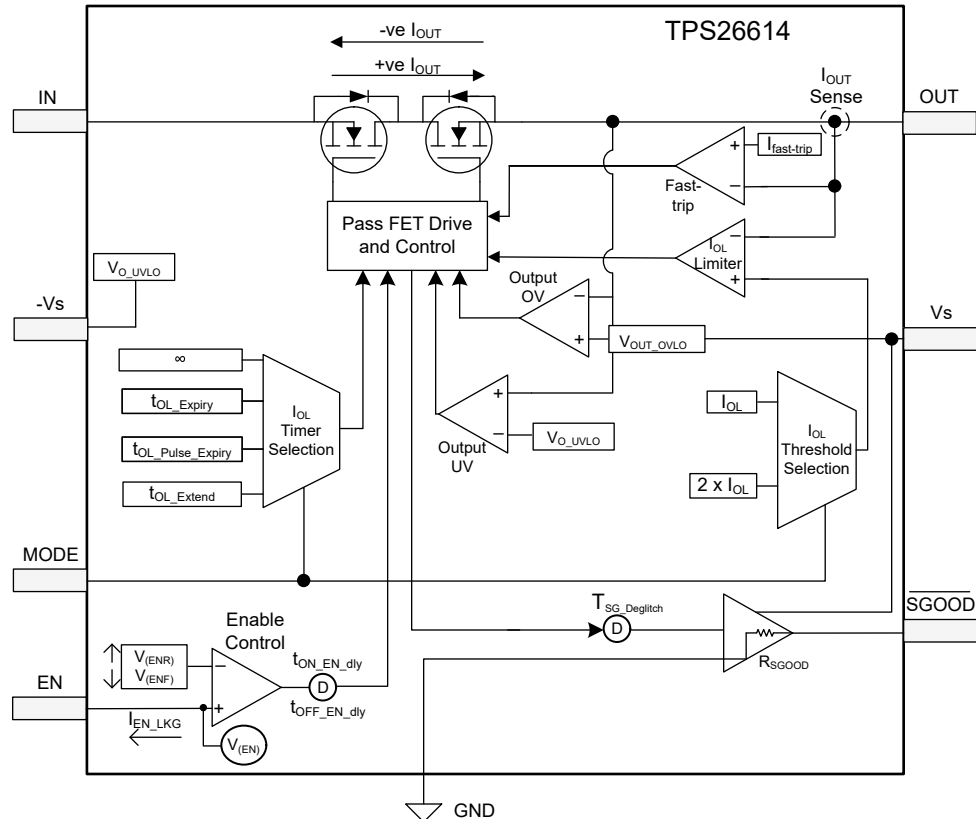 TPS26614
-ve IOUT
+ve IOUT
IN
IOUT
Sense
OUT
Ifast-trip
+
−
Fast-
trip
Pass FET Drive
and Control
−
IOL
Limiter
+
VO_UVLO
-Vs
Output
OV
−
+
VOUT_OVLO
Vs
∞
tOL_Expiry
tOL_Pulse_Expiry
tOL_Extend
IOL
Timer
Selection
+
−
Output
UV
VO_UVLO
IOL
2 x IOL
IOL
Threshold
Selection
MODE
SGOOD
TSG_Deglitch
D
RSGOOD
Enable
Control
V(ENR)
V(ENF)
−
+
tON_EN_dly
D
tOFF_EN_dly
EN
IEN_LKG
V(EN)
GND